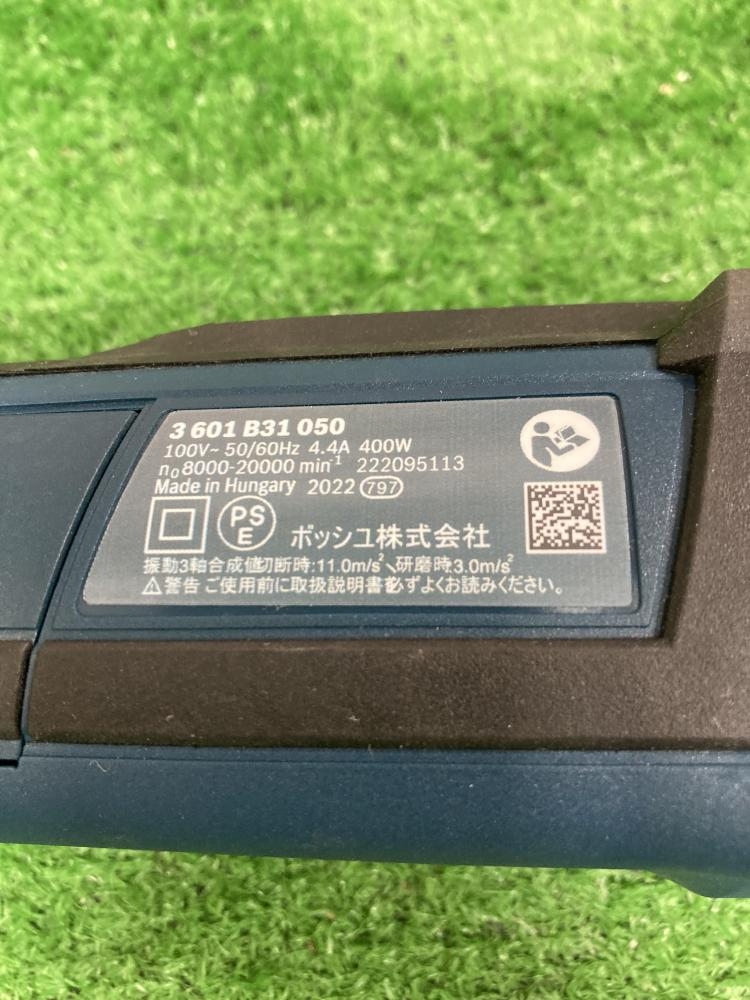 3 601 B31 050
100V~ 50/60Hz 4.4A 400W
n₀ 8000-20000 min⁻¹ 222095113
Made in Hungary 2022 797
PSE ボッシュ株式会社
振動3軸合成値切断時:11.0m/s²、研磨時:3.0m/s²
⚠警告 ご使用前に取扱説明書必ずよくお読みください。